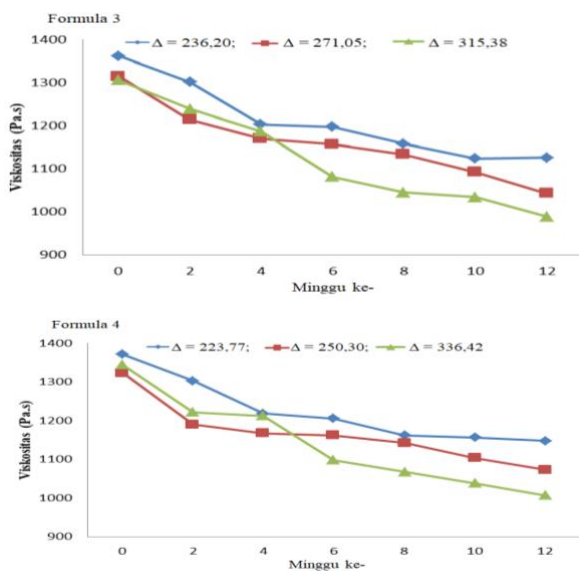 Formula 3
Δ = 236,20; Δ = 271,05; Δ = 315,38
Viskositas (Pa.s)
1400
1300
1200
1100
1000
900
0 2 4 6 8 10 12
Minggu ke-
Formula 4
Δ = 223,77; Δ = 250,30; Δ = 336,42
Viskositas (Pa.s)
1400
1300
1200
1100
1000
900
0 2 4 6 8 10 12
Minggu ke-